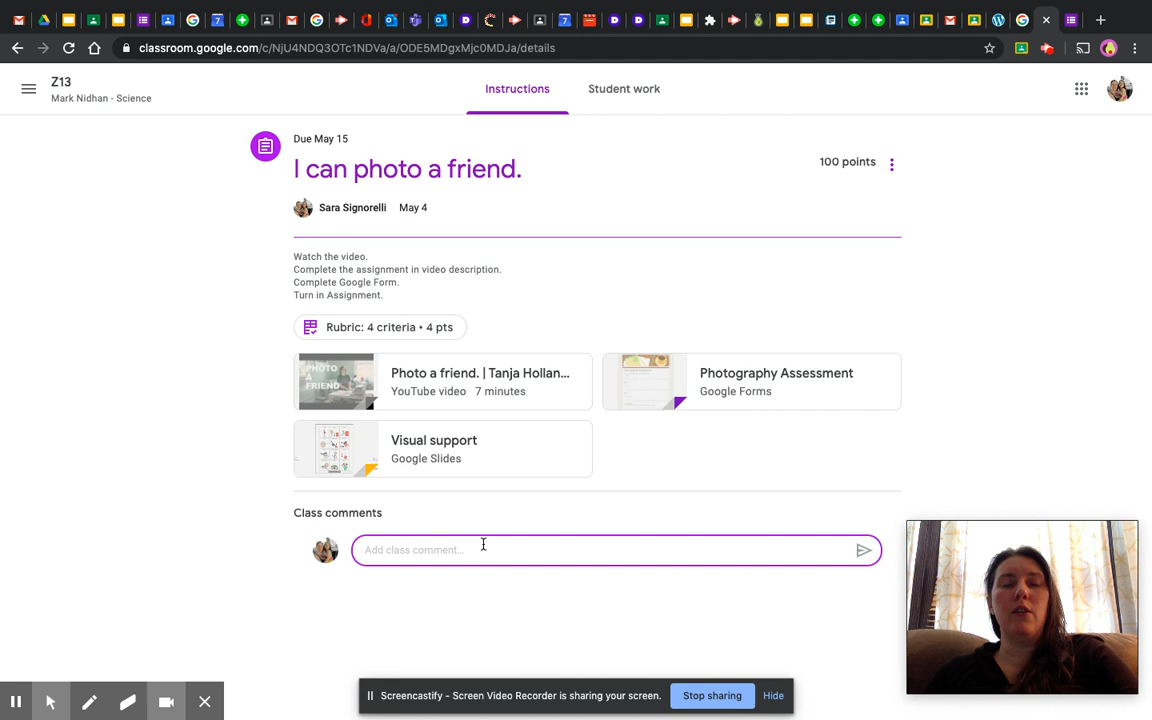 classroom.google.com/c/NjU4NDQ3OTc1NDVa/a/ODE5MDgxMjc0MDJa/details
Z13
Mark Nidhan - Science
Instructions
Student work
Due May 15
I can photo a friend.
100 points
Sara Signorelli May 4
Watch the video.
Complete the assignment in video description.
Complete Google Form.
Turn in Assignment.
Rubric: 4 criteria • 4 pts
PHOTO
A
FRIEND
Photo a friend. | Tanja Hollan...
YouTube video 7 minutes
Photography Assessment
Google Forms
Visual support
Google Slides
Class comments
Add class comment...
Screencastify - Screen Video Recorder is sharing your screen.
Stop sharing
Hide